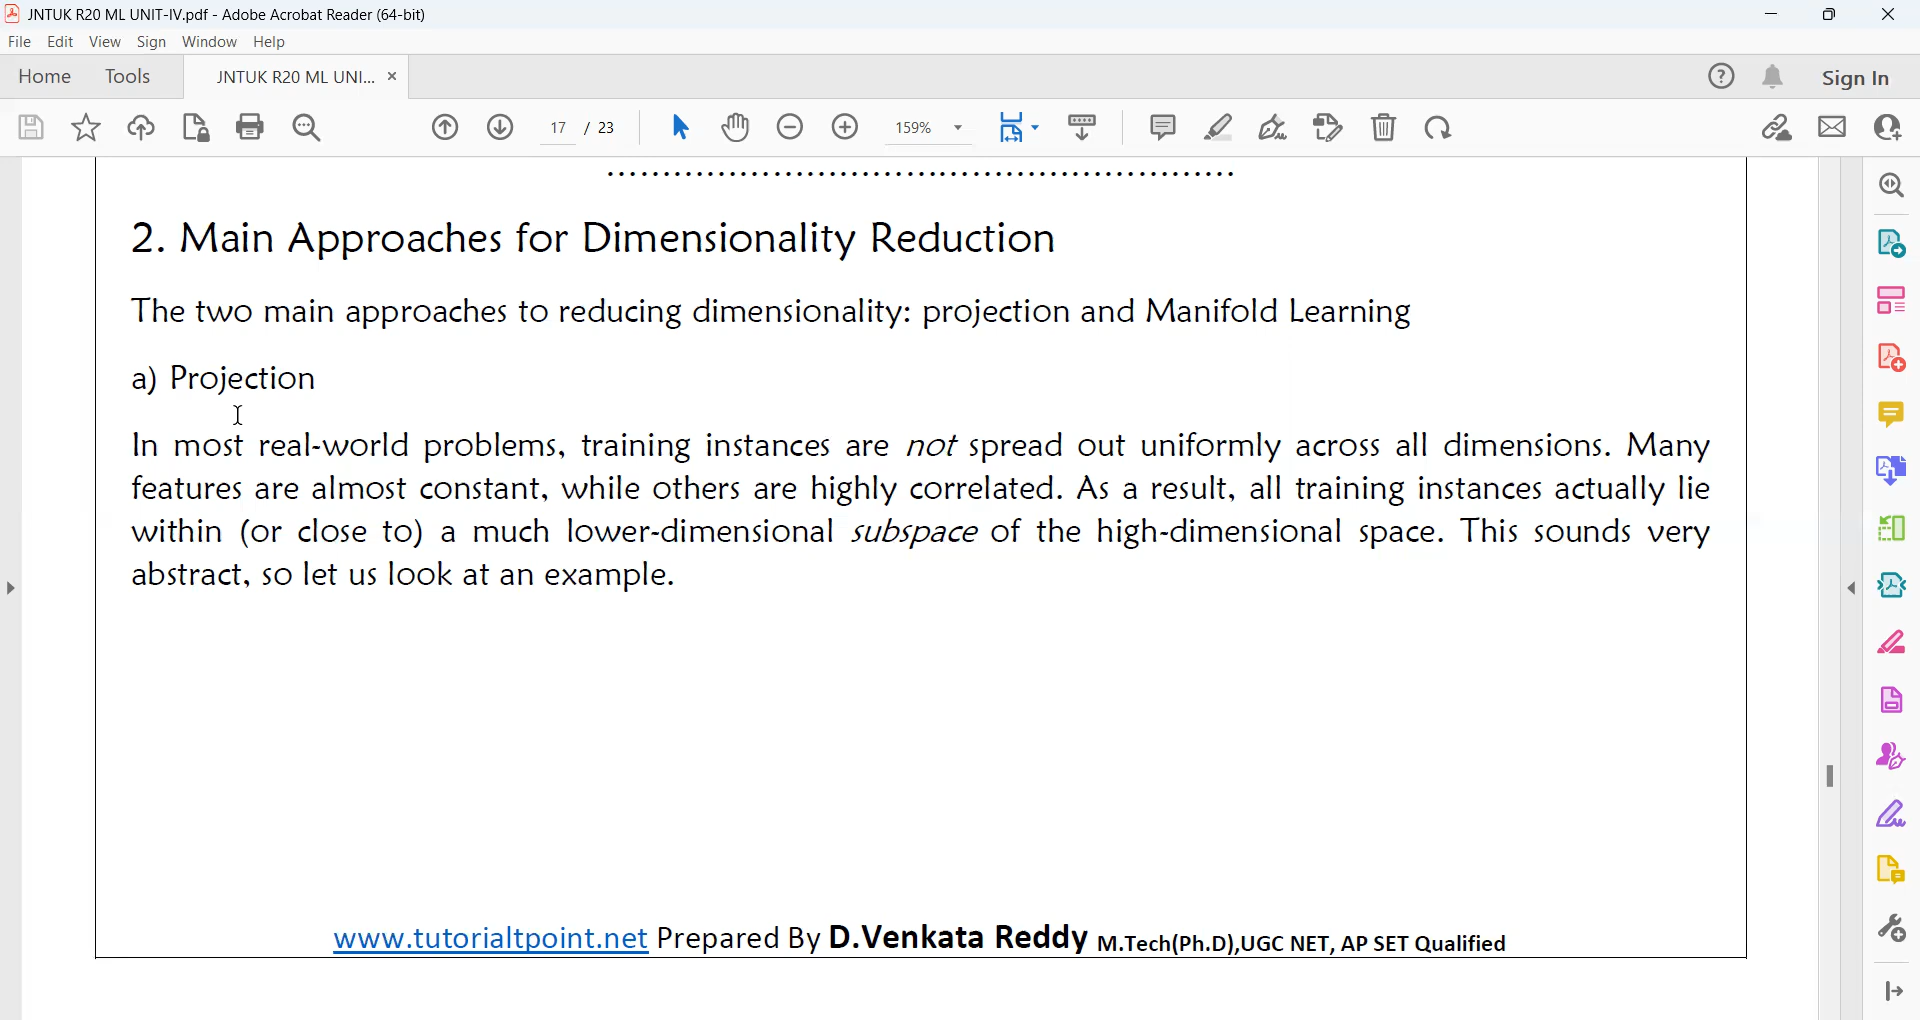 JNTUK R20 ML UNIT-IV.pdf - Adobe Acrobat Reader (64-bit)
File Edit View Sign Window Help
Home Tools JNTUK R20 ML UNI... × Sign In
17 / 23 159%
2. Main Approaches for Dimensionality Reduction
The two main approaches to reducing dimensionality: projection and Manifold Learning
a) Projection
In most real-world problems, training instances are not spread out uniformly across all dimensions. Many
features are almost constant, while others are highly correlated. As a result, all training instances actually lie
within (or close to) a much lower-dimensional subspace of the high-dimensional space. This sounds very
abstract, so let us look at an example.
www.tutorialtpoint.net Prepared By D.Venkata Reddy M.Tech(Ph.D),UGC NET, AP SET Qualified